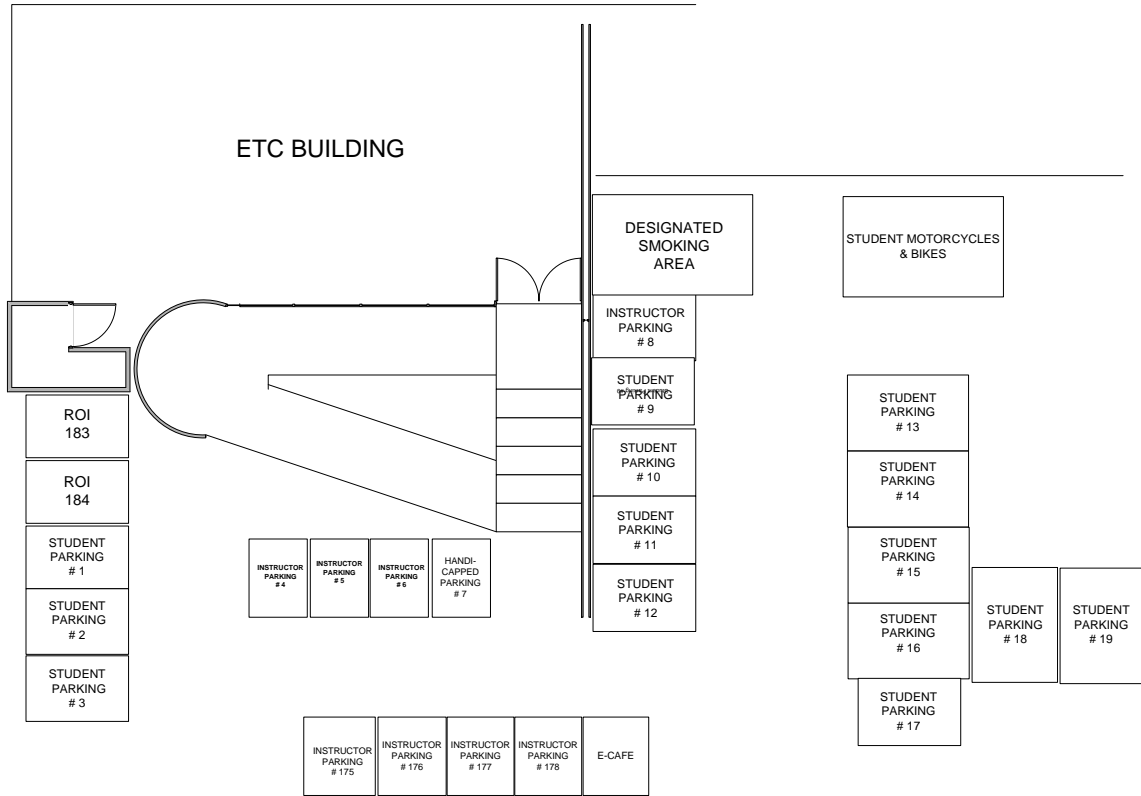 ETC BUILDING
DESIGNATED
SMOKING
AREA
STUDENT MOTORCYCLES
& BIKES
INSTRUCTOR
PARKING
# 8
STUDENT
PARKING
# 9
STUDENT
PARKING
# 10
STUDENT
PARKING
# 11
STUDENT
PARKING
# 12
STUDENT
PARKING
# 13
STUDENT
PARKING
# 14
STUDENT
PARKING
# 15
STUDENT
PARKING
# 16
STUDENT
PARKING
# 17
STUDENT
PARKING
# 18
STUDENT
PARKING
# 19
ROI
183
ROI
184
STUDENT
PARKING
# 1
STUDENT
PARKING
# 2
STUDENT
PARKING
# 3
INSTRUCTOR
PARKING
# 4
INSTRUCTOR
PARKING
# 5
INSTRUCTOR
PARKING
# 6
HANDI-
CAPPED
PARKING
# 7
INSTRUCTOR
PARKING
# 175
INSTRUCTOR
PARKING
# 176
INSTRUCTOR
PARKING
# 177
INSTRUCTOR
PARKING
# 178
E-CAFE